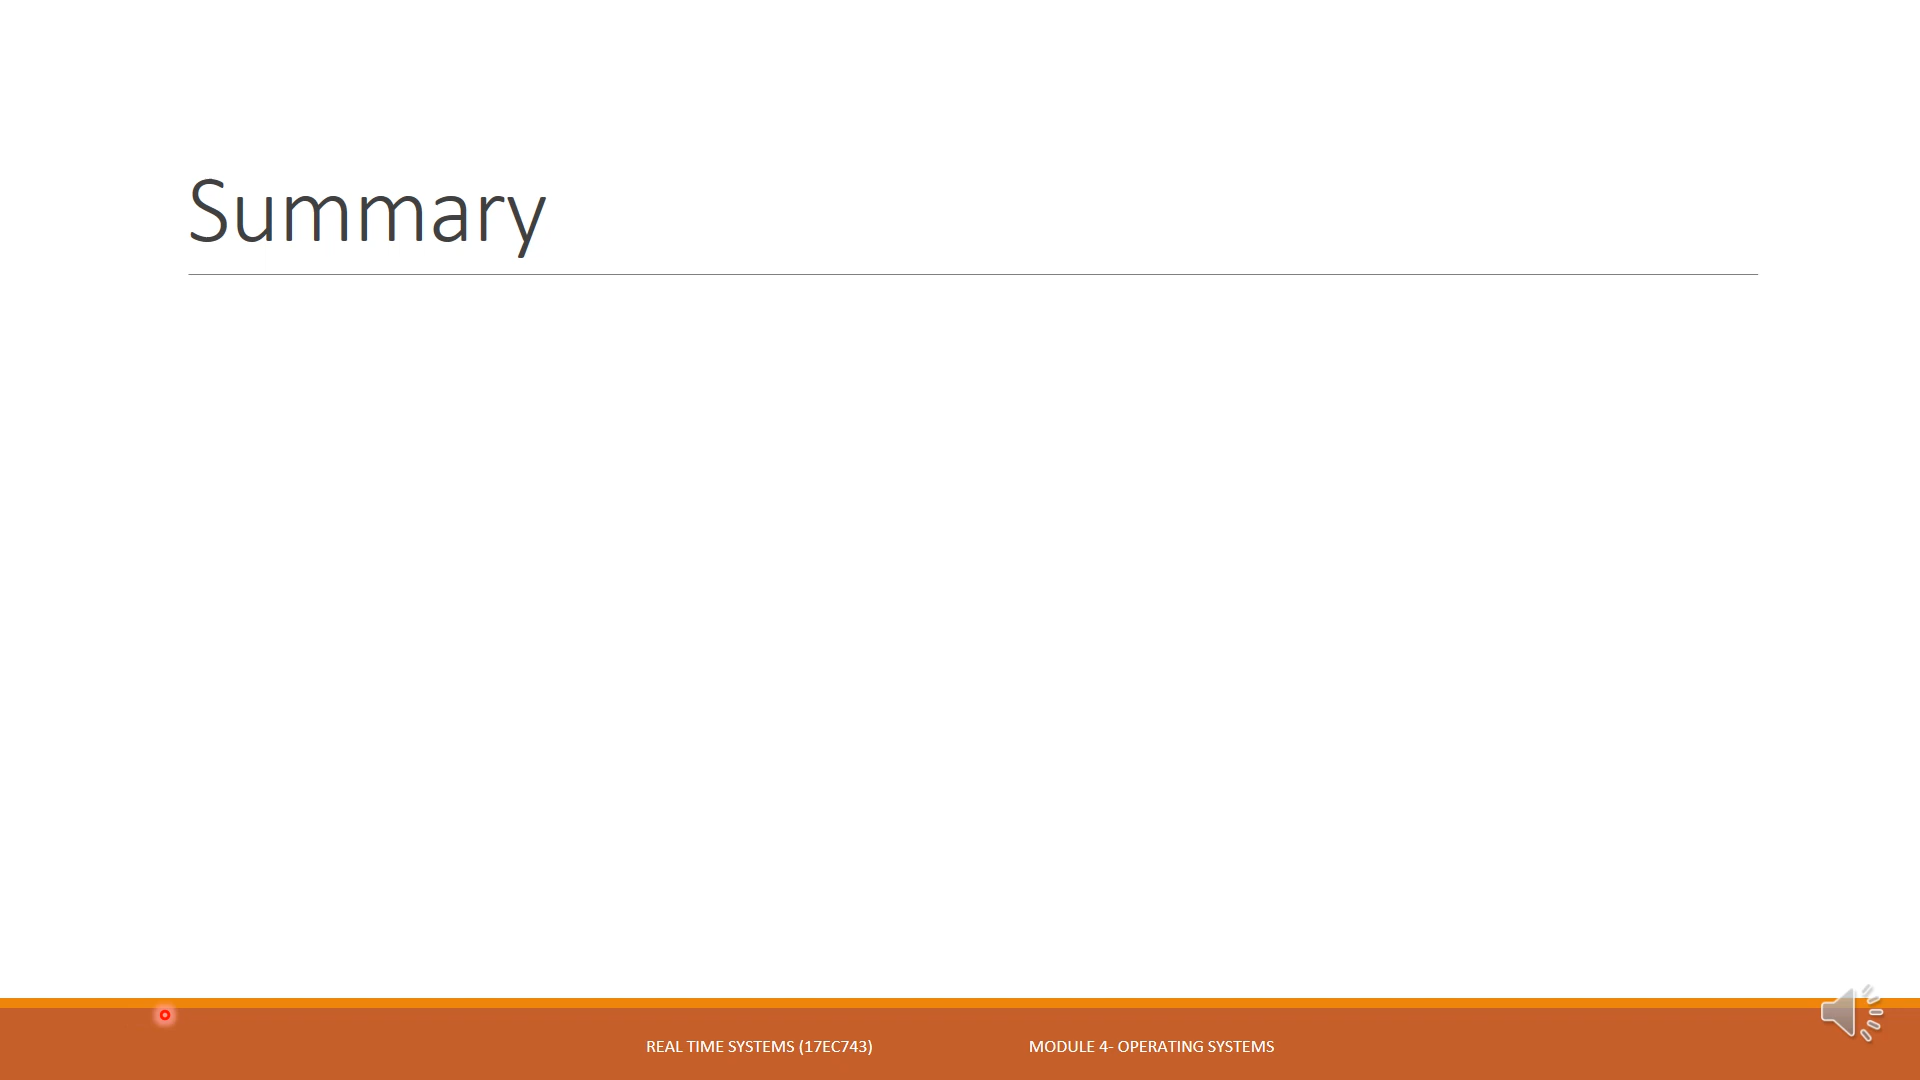 Summary
REAL TIME SYSTEMS (17EC743)
MODULE 4- OPERATING SYSTEMS